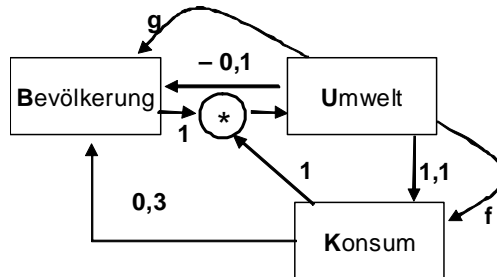 g
– 0,1
Bevölkerung
Umwelt
*
1
1
1,1
0,3
f
Konsum